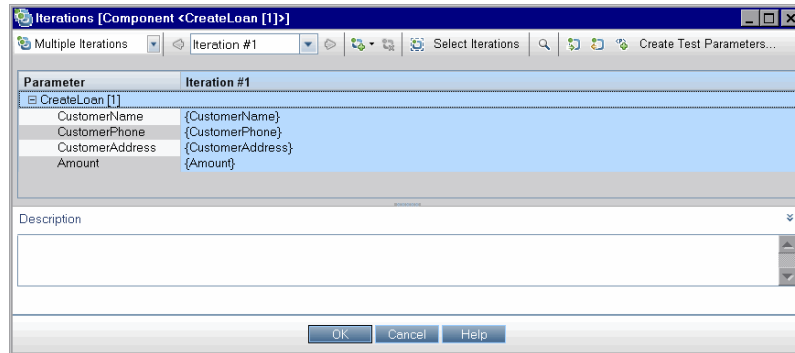 Iterations [Component <CreateLoan [1]>]
Multiple Iterations Iteration #1 Select Iterations Create Test Parameters...
Parameter Iteration #1
CreateLoan [1]
CustomerName {CustomerName}
CustomerPhone {CustomerPhone}
CustomerAddress {CustomerAddress}
Amount {Amount}
Description
OK Cancel Help